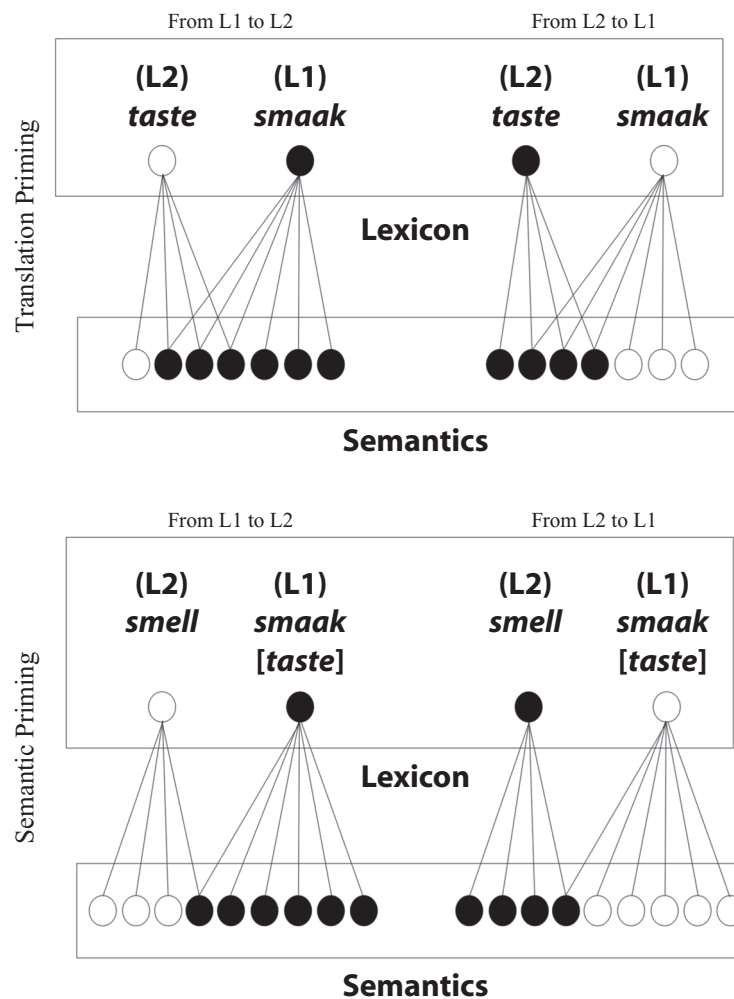 From L1 to L2 From L2 to L1
(L2) (L1) (L2) (L1)
taste smaak taste smaak
Translation Priming
Lexicon
Semantics
From L1 to L2 From L2 to L1
(L2) (L1) (L2) (L1)
smell smaak smell smaak
[taste] [taste]
Semantic Priming
Lexicon
Semantics